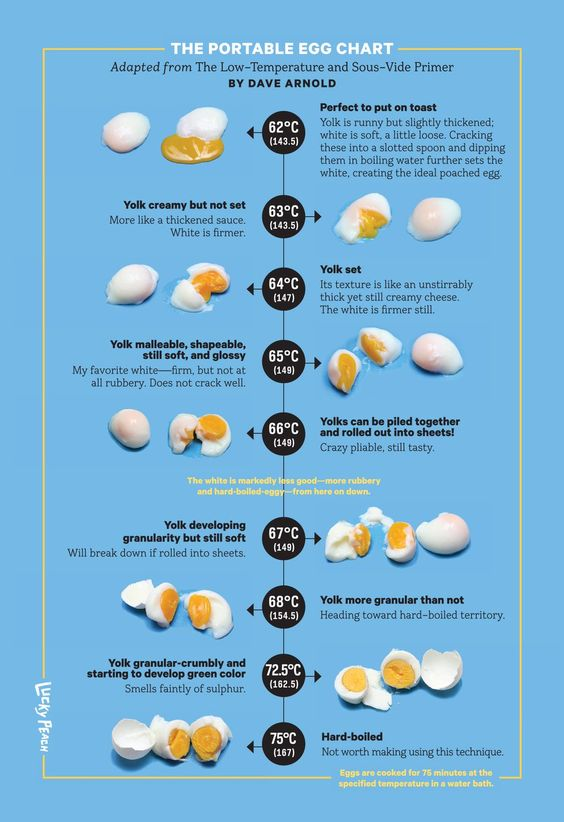 THE PORTABLE EGG CHART
Adapted from The Low-Temperature and Sous-Vide Primer
BY DAVE ARNOLD
62°C
(143.5)
Perfect to put on toast
Yolk is runny but slightly thickened;
white is soft, a little loose. Cracking
these into a slotted spoon and dipping
them in boiling water further sets the
white, creating the ideal poached egg.
Yolk creamy but not set
More like a thickened sauce.
White is firmer.
63°C
(143.5)
64°C
(147)
Yolk set
Its texture is like an unstirrably
thick yet still creamy cheese.
The white is firmer still.
Yolk malleable, shapeable,
still soft, and glossy
My favorite white—firm, but not at
all rubbery. Does not crack well.
65°C
(149)
66°C
(149)
Yolks can be piled together
and rolled out into sheets!
Crazy pliable, still tasty.
The white is markedly less good—more rubbery
and hard-boiled-eggy—from here on down.
Yolk developing
granularity but still soft
Will break down if rolled into sheets.
67°C
(149)
68°C
(154.5)
Yolk more granular than not
Heading toward hard-boiled territory.
Yolk granular-crumbly and
starting to develop green color
Smells faintly of sulphur.
72.5°C
(162.5)
75°C
(167)
Hard-boiled
Not worth making using this technique.
Eggs are cooked for 75 minutes at the
specified temperature in a water bath.
LUCKY PEACH